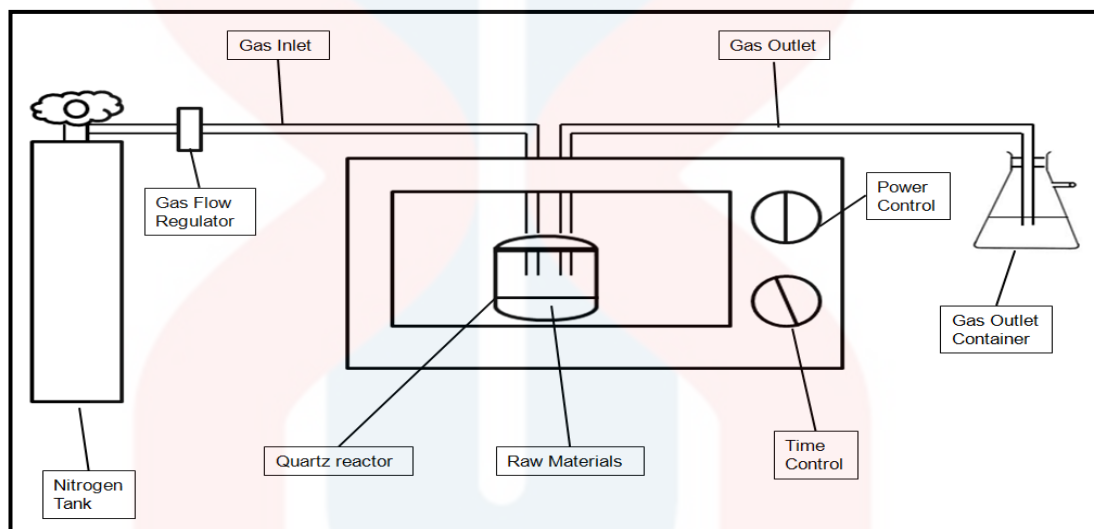 Gas Inlet
Gas Outlet
Gas Flow
Regulator
Power
Control
Gas Outlet
Container
Quartz reactor
Raw Materials
Time
Control
Nitrogen
Tank